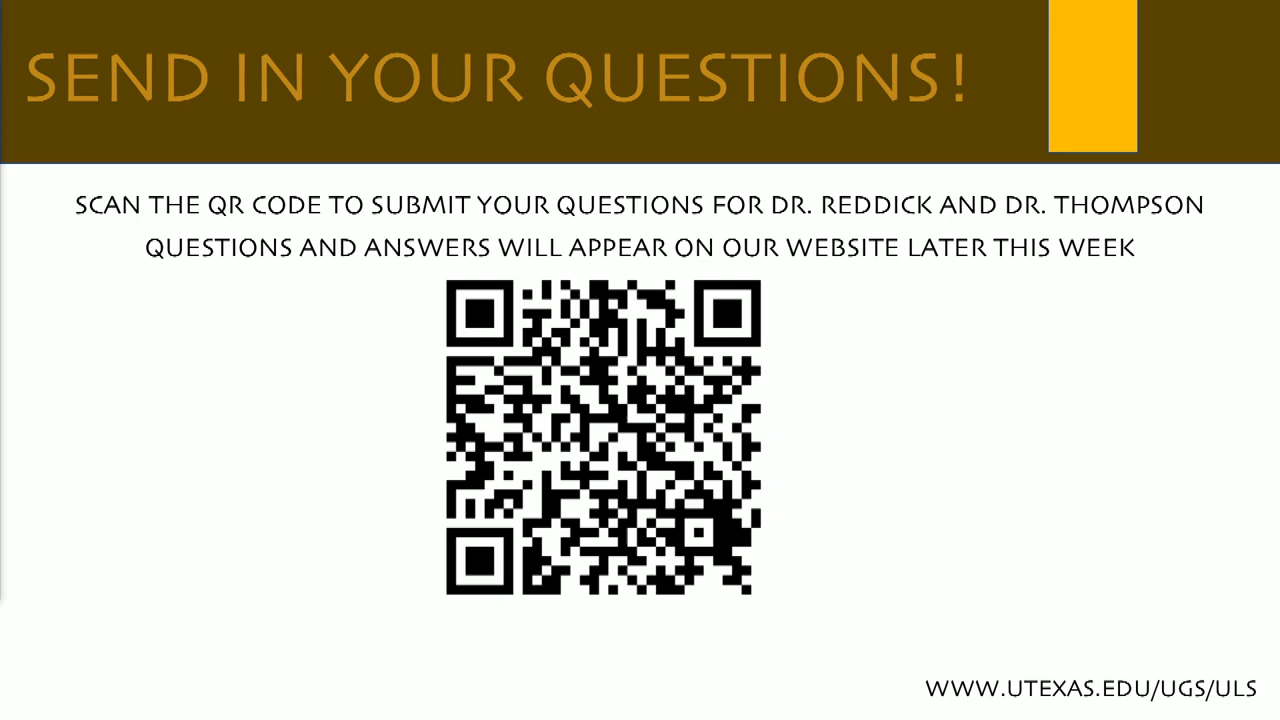 SEND IN YOUR QUESTIONS!
SCAN THE QR CODE TO SUBMIT YOUR QUESTIONS FOR DR. REDDICK AND DR. THOMPSON
QUESTIONS AND ANSWERS WILL APPEAR ON OUR WEBSITE LATER THIS WEEK
WWW.UTEXAS.EDU/UGS/ULS